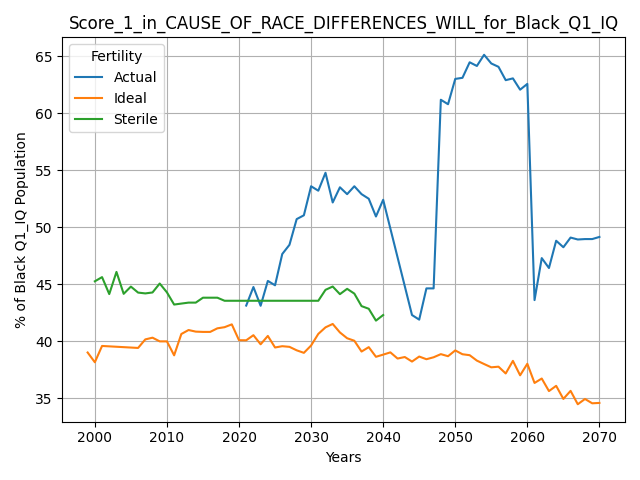 Score_1_in_CAUSE_OF_RACE_DIFFERENCES_WILL_for_Black_Q1_IQ
Fertility
Actual
Ideal
Sterile
% of Black Q1_IQ Population
65
60
55
50
45
40
35
2000 2010 2020 2030 2040 2050 2060 2070
Years